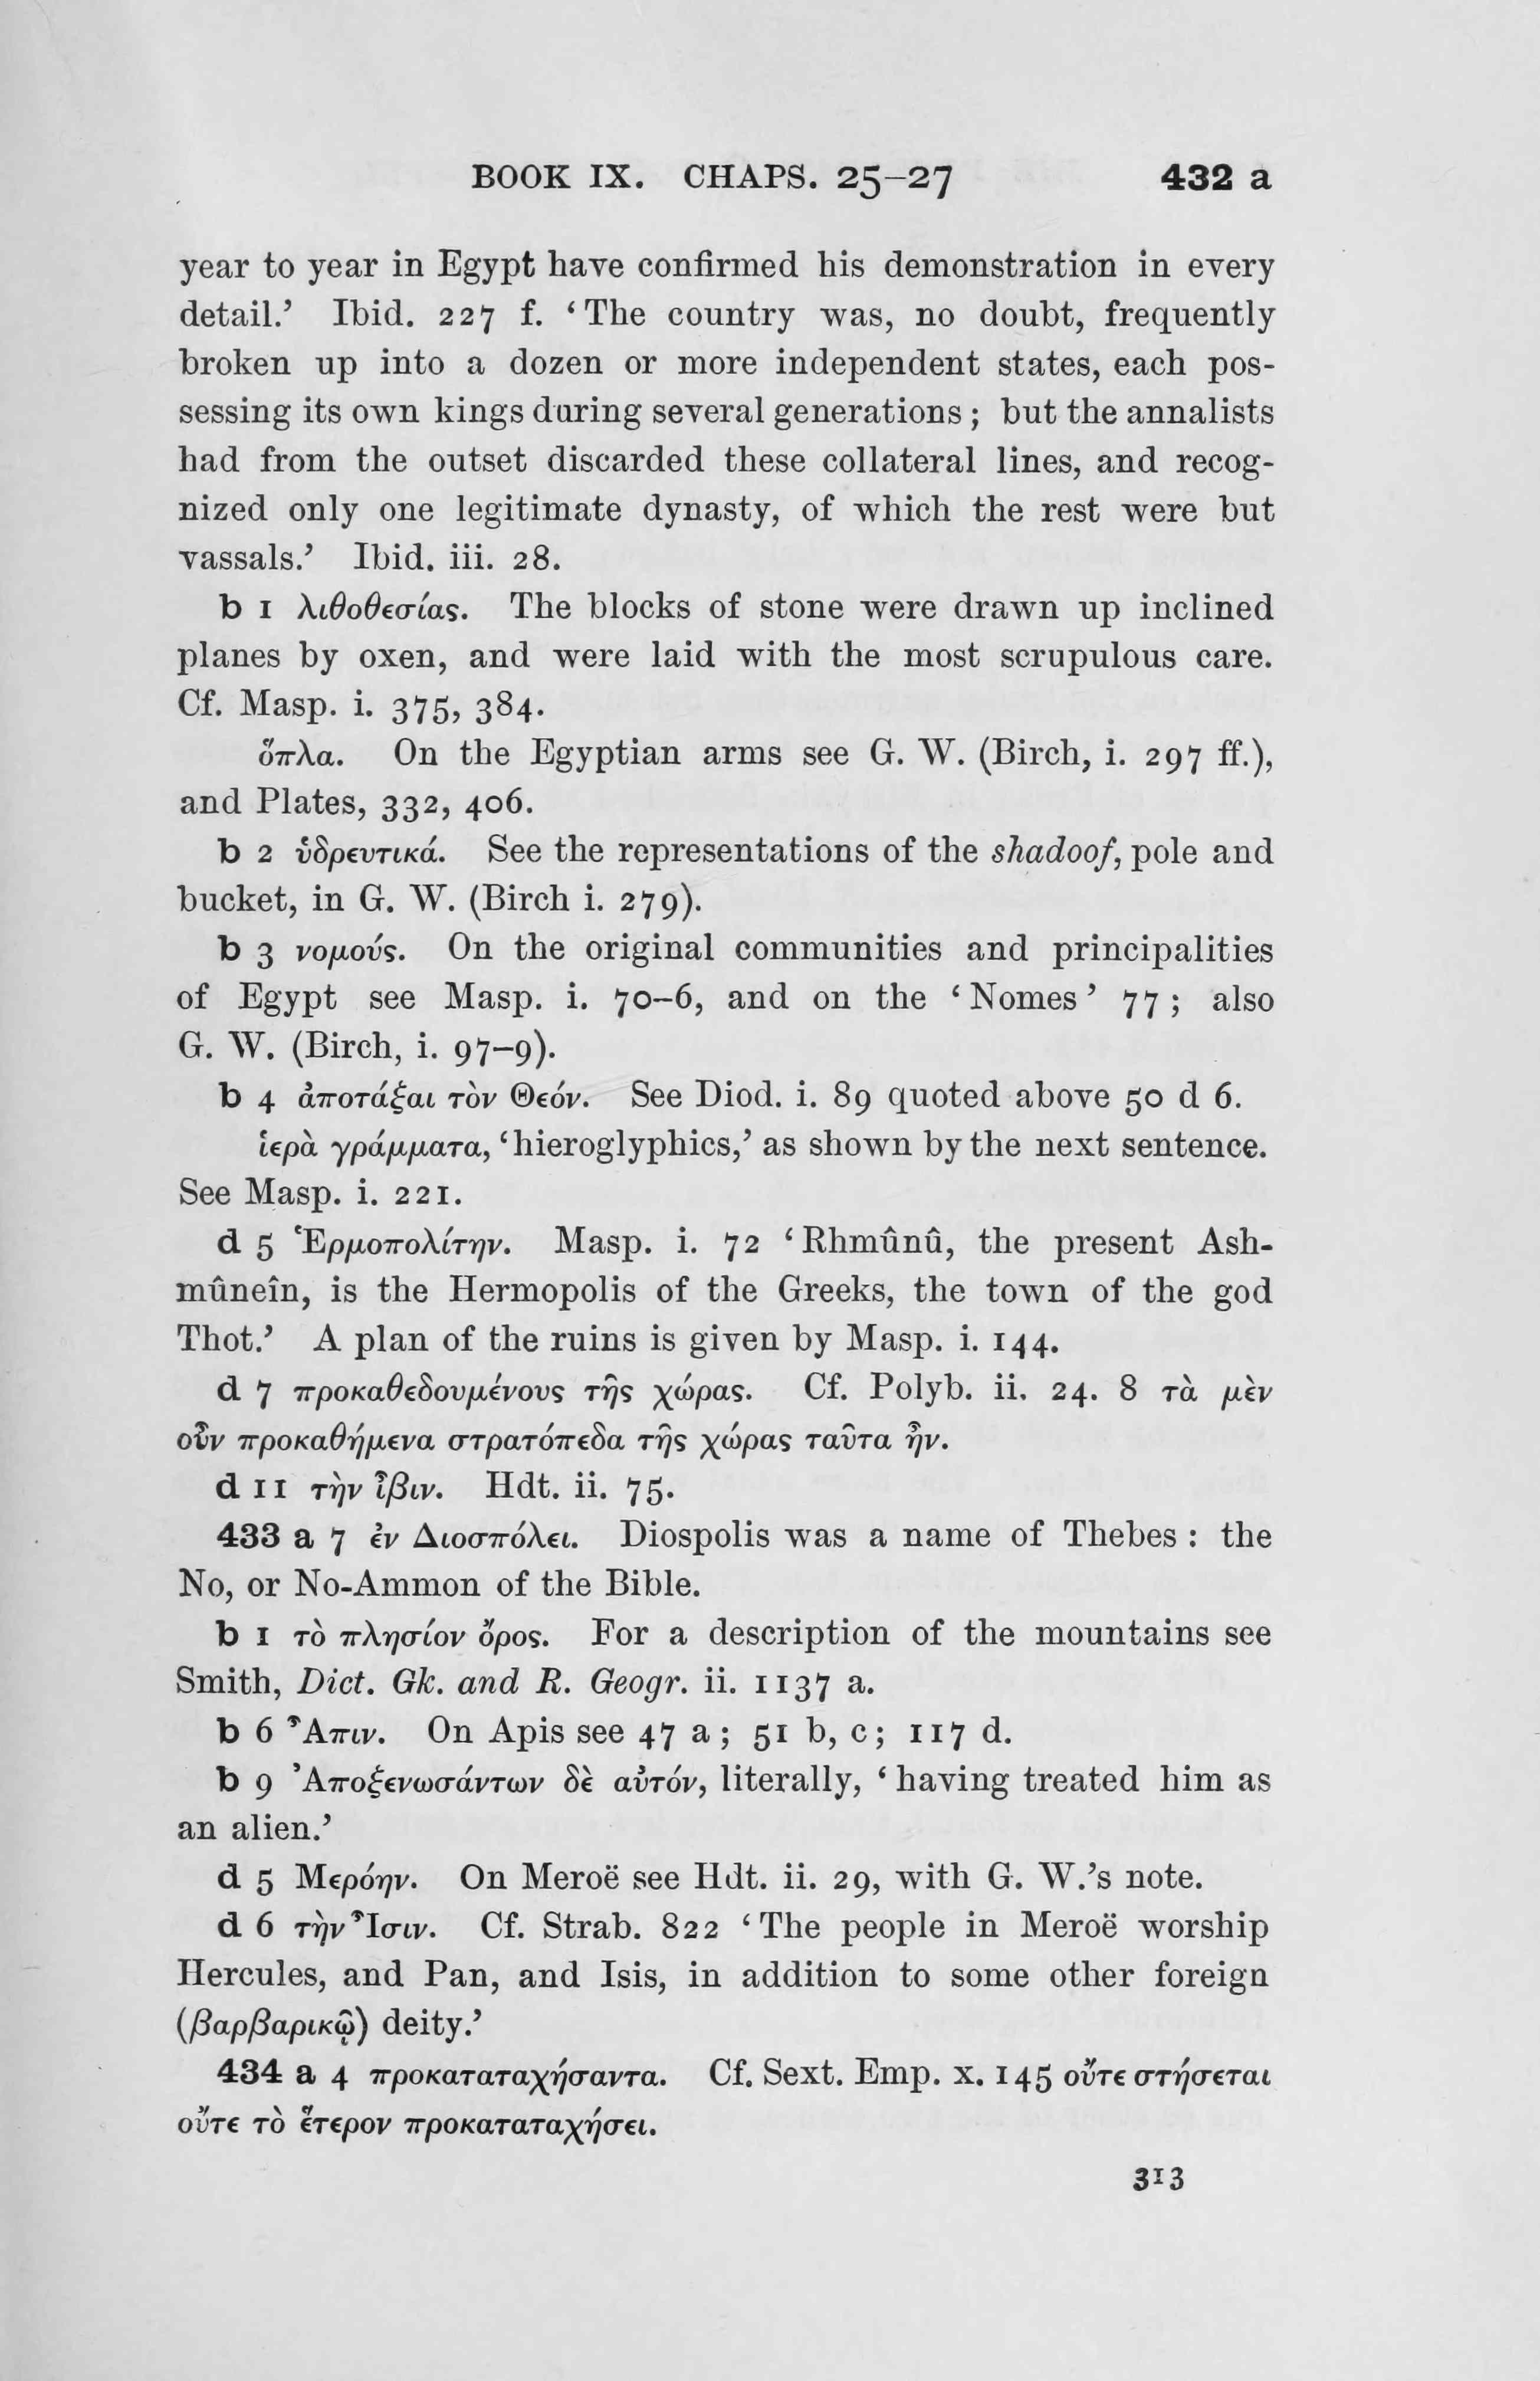 BOOK IX. CHAPS. 25–27 432 a
year to year in Egypt have confirmed his demonstration in every
detail.’ Ibid. 227 f. ‘The country was, no doubt, frequently
broken up into a dozen or more independent states, each pos-
sessing its own kings during several generations; but the annalists
had from the outset discarded these collateral lines, and recog-
nized only one legitimate dynasty, of which the rest were but
vassals.’ Ibid. iii. 28.
b 1 λιθοθεσίας. The blocks of stone were drawn up inclined
planes by oxen, and were laid with the most scrupulous care.
Cf. Masp. i. 375, 384.
ὅπλα. On the Egyptian arms see G. W. (Birch, i. 297 ff.),
and Plates, 332, 406.
b 2 ὑδρευτικά. See the representations of the shadoof, pole and
bucket, in G. W. (Birch i. 279).
b 3 νομούς. On the original communities and principalities
of Egypt see Masp. i. 70–6, and on the ‘Nomes’ 77; also
G. W. (Birch, i. 97–9).
b 4 ἀποτάξαι τὸν Θεόν. See Diod. i. 89 quoted above 50 d 6.
ἱερὰ γράμματα, ‘hieroglyphics,’ as shown by the next sentence.
See Masp. i. 221.
d 5 Ἑρμοπολίτην. Masp. i. 72 ‘Rhmûnû, the present Ash-
mûneîn, is the Hermopolis of the Greeks, the town of the god
Thot.’ A plan of the ruins is given by Masp. i. 144.
d 7 προκαθεδουμένους τῆς χώρας. Cf. Polyb. ii. 24. 8 τὰ μὲν
οὖν προκαθήμενα στρατόπεδα τῆς χώρας ταῦτα ἦν.
d 11 τὴν ἶβιν. Hdt. ii. 75.
433 a 7 ἐν Διοσπόλει. Diospolis was a name of Thebes: the
No, or No-Ammon of the Bible.
b 1 τὸ πλησίον ὄρος. For a description of the mountains see
Smith, Dict. Gk. and R. Geogr. ii. 1137 a.
b 6 Ἆπιν. On Apis see 47 a; 51 b, c; 117 d.
b 9 Ἀποξενωσάντων δὲ αὐτόν, literally, ‘having treated him as
an alien.’
d 5 Μερόην. On Meroë see Hdt. ii. 29, with G. W.’s note.
d 6 τὴν Ἶσιν. Cf. Strab. 822 ‘The people in Meroë worship
Hercules, and Pan, and Isis, in addition to some other foreign
(βαρβαρικῷ) deity.’
434 a 4 προκαταταχήσαντα. Cf. Sext. Emp. x. 145 οὔτε στήσεται
οὔτε τὸ ἕτερον προκαταταχήσει.
313